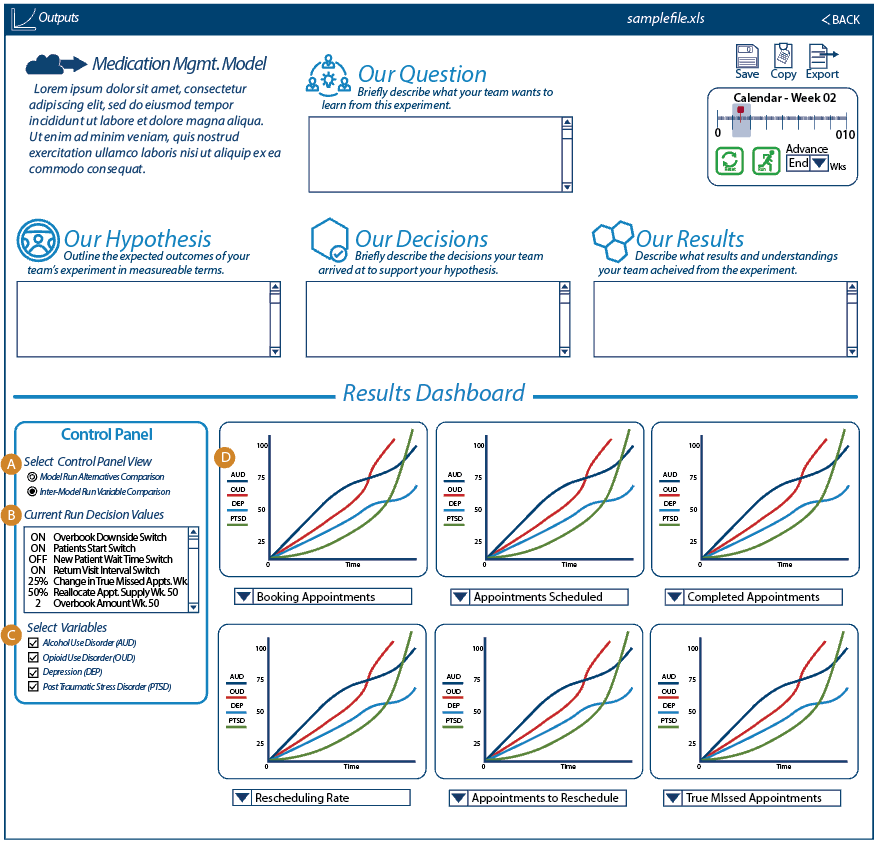 Outputs
samplefile.xls
<BACK
Medication Mgmt. Model
Lorem ipsum dolor sit amet, consectetur
adipiscing elit, sed do eiusmod tempor
incididunt ut labore et dolore magna aliqua.
Ut enim ad minim veniam, quis nostrud
exercitation ullamco laboris nisi ut aliquip ex ea
commodo consequat.
Our Question
Briefly describe what your team wants to
learn from this experiment.
Save Copy Export
Calendar - Week 02
0 010
Advance
End Wks
Our Hypothesis
Outline the expected outcomes of your
team's experiment in measureable terms.
Our Decisions
Briefly describe the decisions your team
arrived at to support your hypothesis.
Our Results
Describe what results and understandings
your team acheived from the experiment.
Results Dashboard
Control Panel
A Select Control Panel View
Model Run Alternatives Comparison
Inter-Model Run Variable Comparison
B Current Run Decision Values
ON Overbook Downside Switch
ON Patients Start Switch
OFF New Patient Wait Time Switch
ON Return Visit Interval Switch
25% Change in True Missed Appts. Wk.
50% Reallocate Appt. Supply Wk. 50
2 Overbook Amount Wk. 50
C Select Variables
Alcohol Use Disorder (AUD)
Opioid Use Disorder (OUD)
Depression (DEP)
Post Traumatic Stress Disorder (PTSD)
D
100
75
50
25
0
Time
AUD
OUD
DEP
PTSD
Booking Appointments
100
75
50
25
0
Time
AUD
OUD
DEP
PTSD
Appointments Scheduled
100
75
50
25
0
Time
AUD
OUD
DEP
PTSD
Completed Appointments
100
75
50
25
0
Time
AUD
OUD
DEP
PTSD
Rescheduling Rate
100
75
50
25
0
Time
AUD
OUD
DEP
PTSD
Appointments to Reschedule
100
75
50
25
0
Time
AUD
OUD
DEP
PTSD
True MIssed Appointments